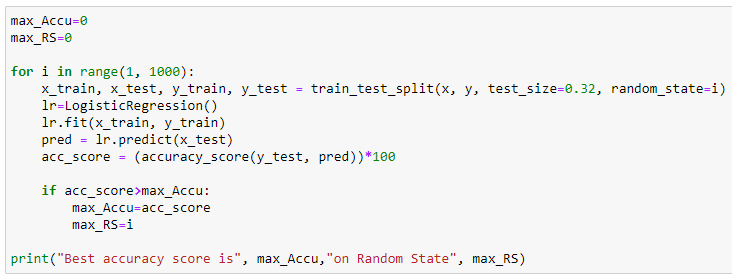 max_Accu=0
max_RS=0

for i in range(1, 1000):
    x_train, x_test, y_train, y_test = train_test_split(x, y, test_size=0.32, random_state=i)
    lr=LogisticRegression()
    lr.fit(x_train, y_train)
    pred = lr.predict(x_test)
    acc_score = (accuracy_score(y_test, pred))*100

    if acc_score>max_Accu:
        max_Accu=acc_score
        max_RS=i

print("Best accuracy score is", max_Accu,"on Random State", max_RS)